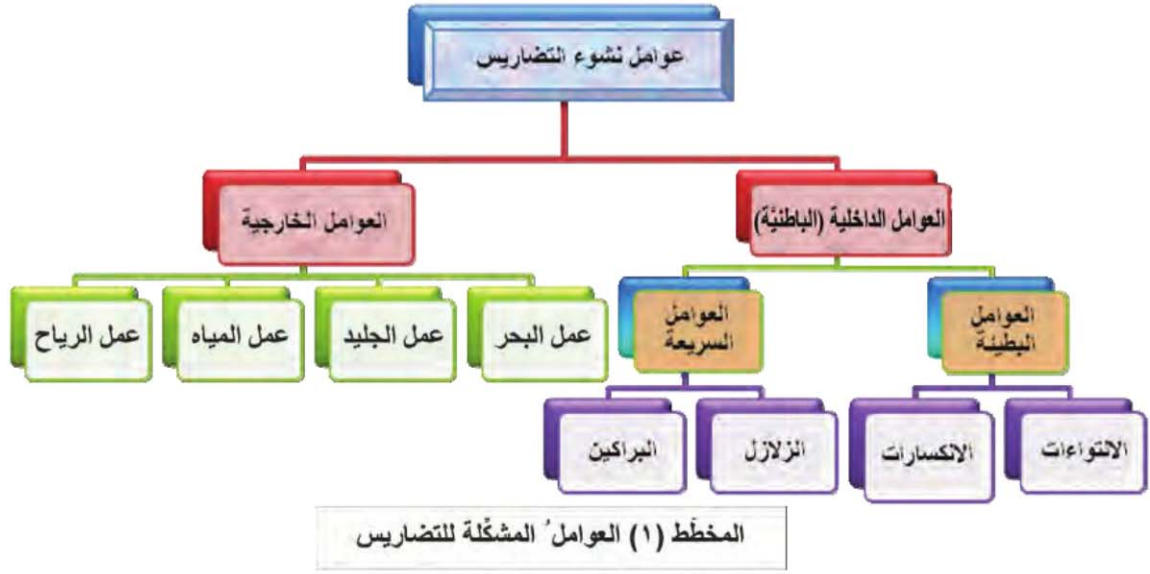 عوامل نشوء التضاريس
العوامل الداخلية (الباطنيّة)
العوامل الخارجية
العوامل
البطيئة
العوامل
السريعة
عمل البحر
عمل الجليد
عمل المياه
عمل الرياح
الالتواءات
الانكسارات
الزلازل
البراكين
المخطّط (١) العواملُ المشكّلة للتضاريس